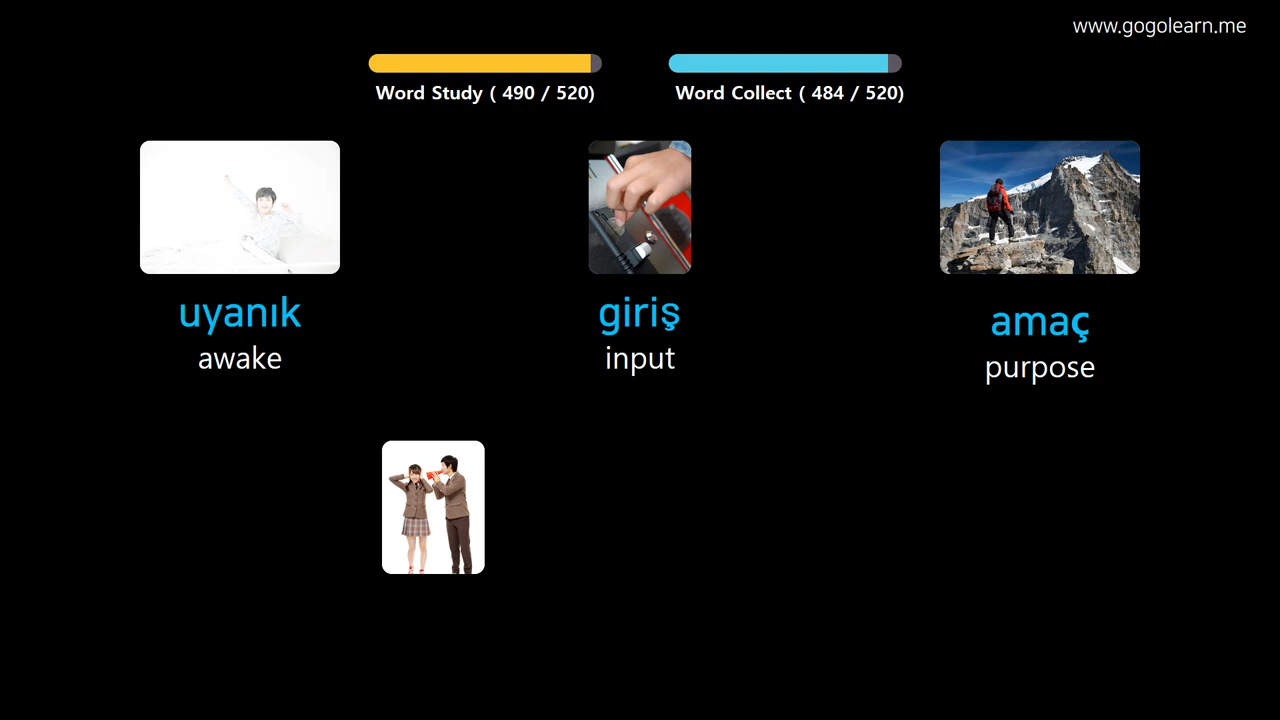 www.gogolearn.me
Word Study ( 490 / 520)
Word Collect ( 484 / 520)
uyanık
awake
giriş
input
amaç
purpose